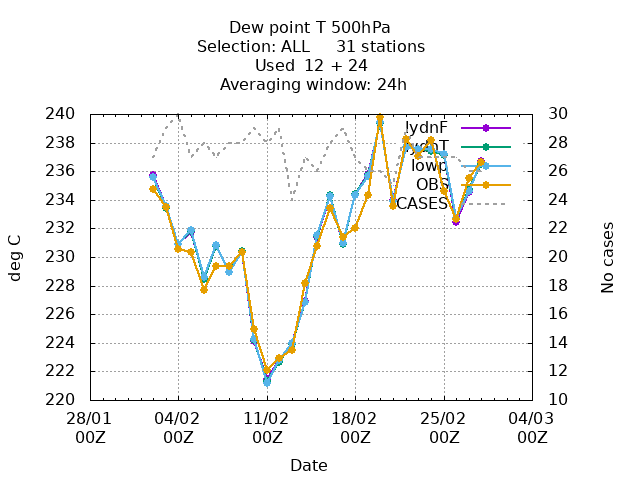 Dew point T 500hPa
Selection: ALL 31 stations
Used 12 + 24
Averaging window: 24h
240 30
238 28
236 26
234 24
232 22
230 20
228 18
226 16
224 14
222 12
220 10
lydnF
lowp
OBS
CASES
deg C
No cases
28/01 04/02 11/02 18/02 25/02 04/03
00Z 00Z 00Z 00Z 00Z 00Z
Date